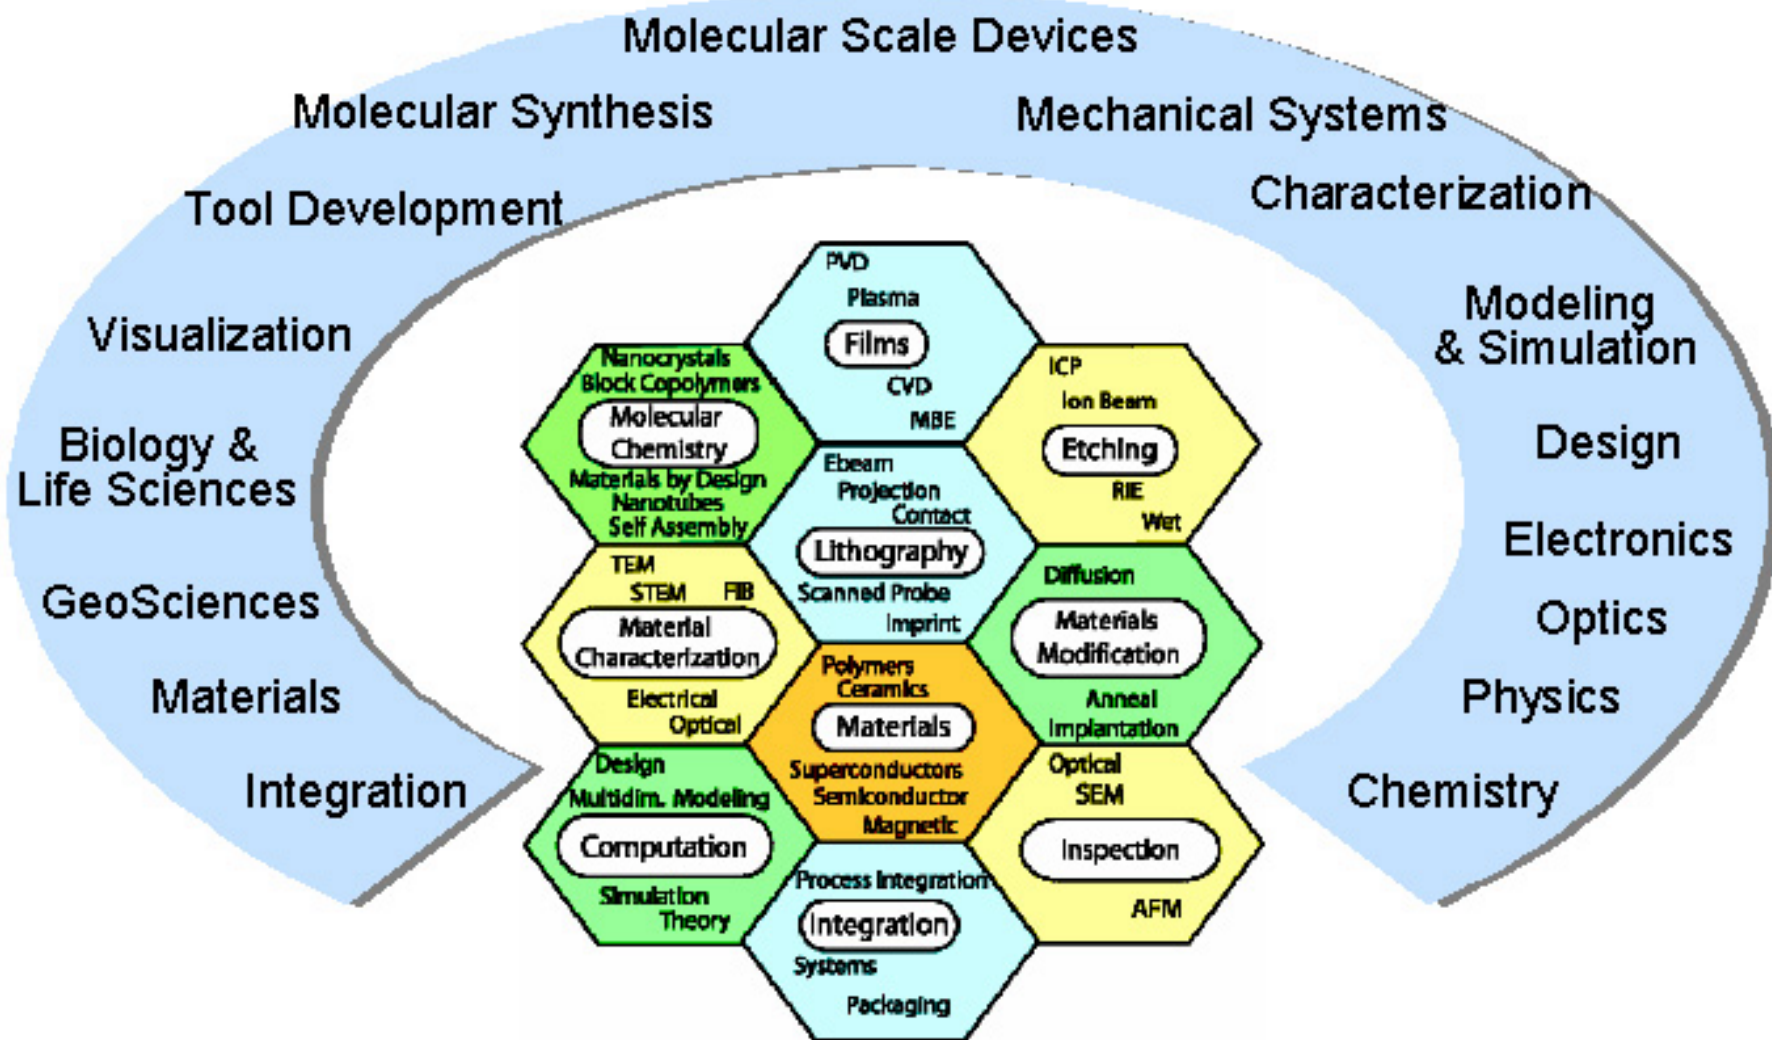 Molecular Scale Devices
Molecular Synthesis
Mechanical Systems
Tool Development
Characterization
Visualization
Modeling
& Simulation
Biology &
Life Sciences
Design
Electronics
GeoSciences
Optics
Materials
Physics
Integration
Chemistry
PVD
Plasma
Films
CVD
MBE
Nanocrystals
Block Copolymers
Molecular
Chemistry
Materials by Design
Nanotubes
Self Assembly
ICP
Ion Beam
Etching
RIE
Wet
Ebeam
Projection
Contact
Lithography
Scanned Probe
Imprint
TEM
STEM FIB
Material
Characterization
Electrical
Optical
Diffusion
Materials
Modification
Anneal
Implantation
Polymers
Ceramics
Materials
Superconductors
Semiconductor
Magnetic
Design
Multidim. Modeling
Computation
Simulation
Theory
Optical
SEM
Inspection
AFM
Process Integration
Integration
Systems
Packaging